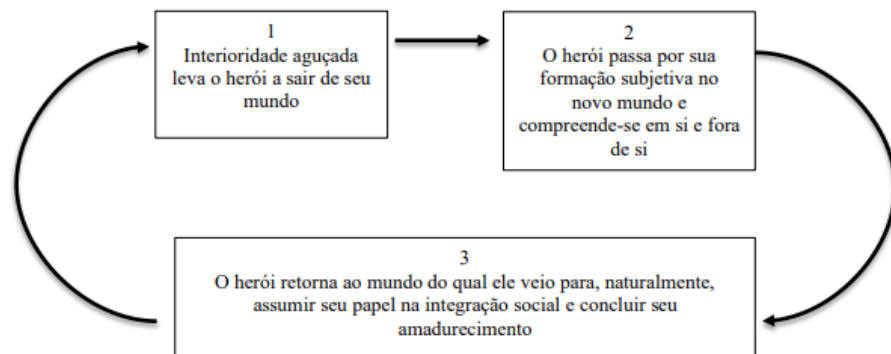 1
Interioridade aguçada
leva o herói a sair de seu
mundo
2
O herói passa por sua
formação subjetiva no
novo mundo e
compreende-se em si e fora
de si
3
O herói retorna ao mundo do qual ele veio para, naturalmente,
assumir seu papel na integração social e concluir seu
amadurecimento